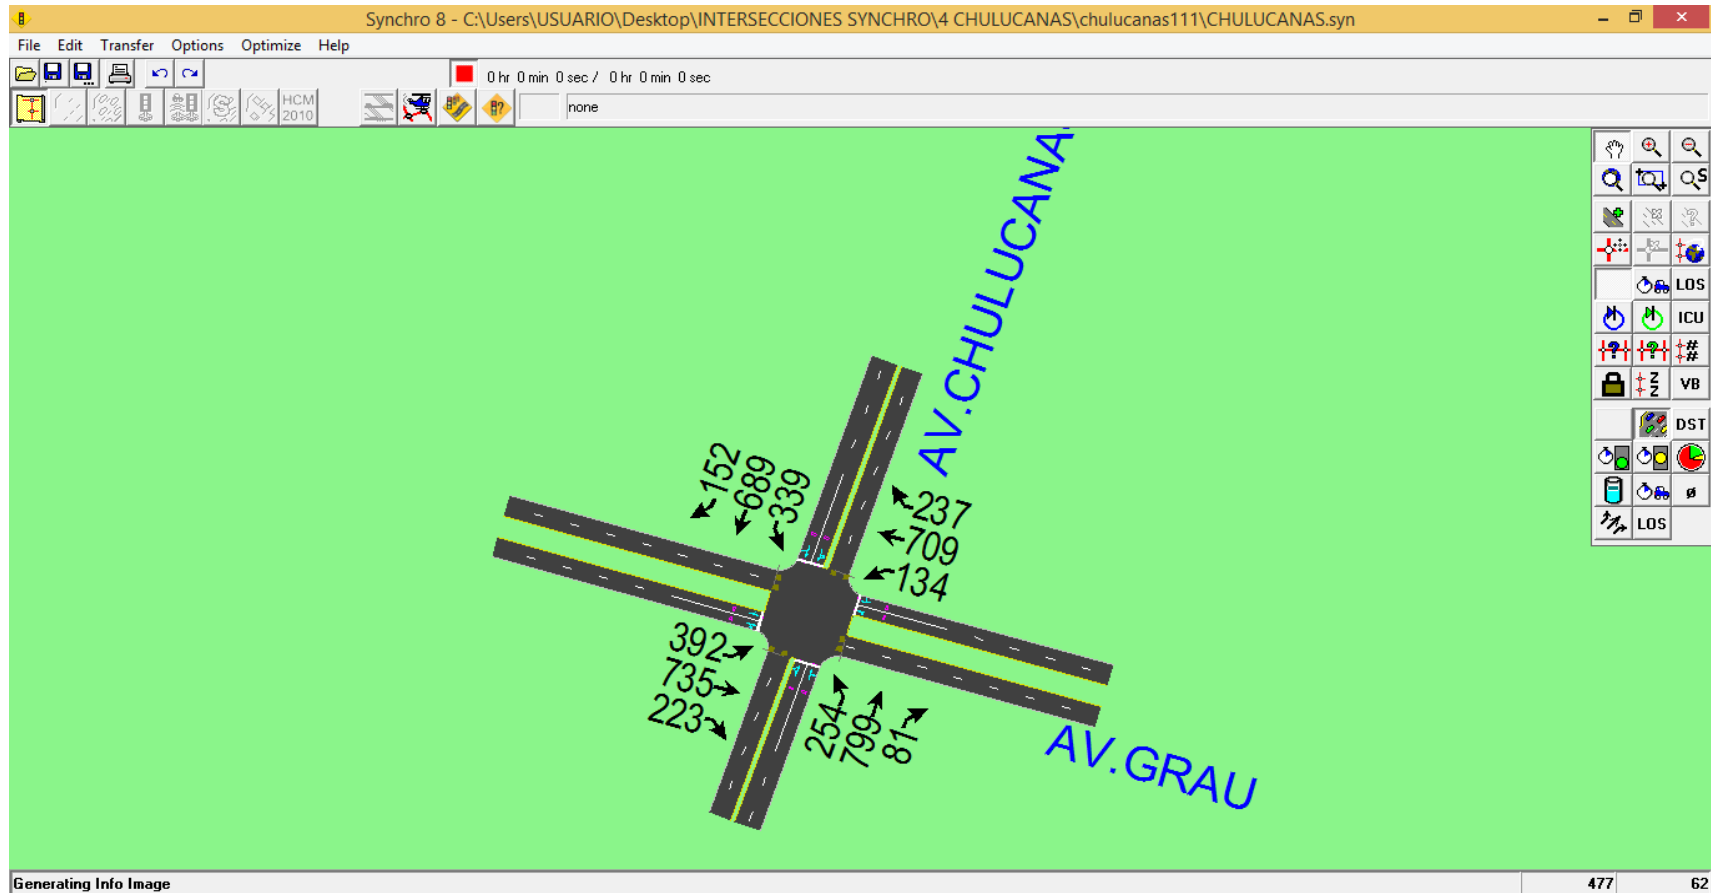 Synchro 8 - C:\Users\USUARIO\Desktop\INTERSECCIONES SYNCHRO\4 CHULUCANAS\chulucanas111\CHULUCANAS.syn
File Edit Transfer Options Optimize Help
0 hr 0 min 0 sec / 0 hr 0 min 0 sec
HCM
2010
none
AV.CHULUCANAS
152
689
339
237
709
134
392
735
223
254
799
81
AV.GRAU
S
LOS
ICU
##
Z
Z
VB
DST
ø
LOS
Generating Info Image
477 62